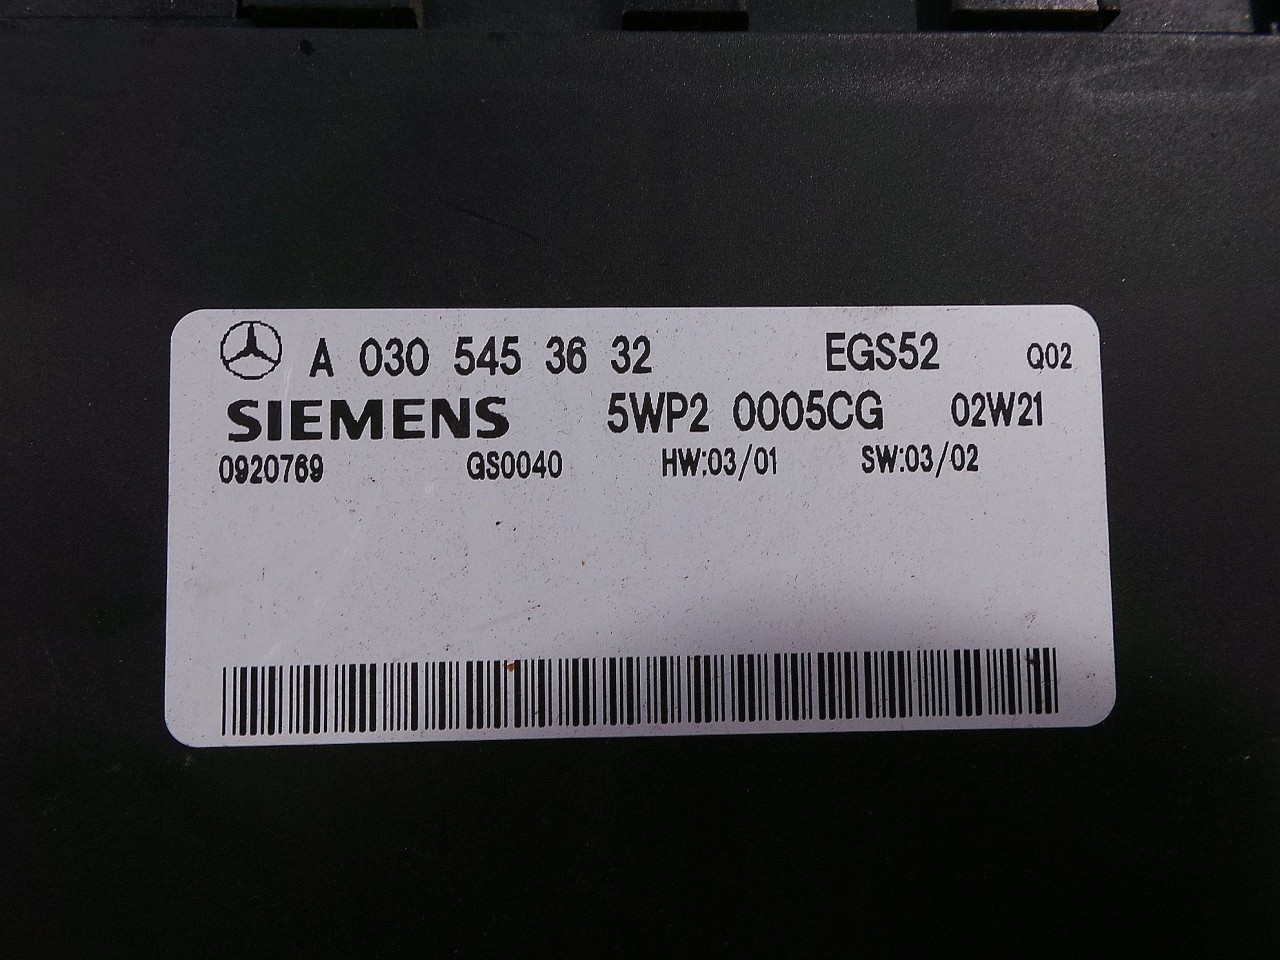 A 030 545 36 32 EGS52 Q02
SIEMENS 5WP2 0005CG 02W21
0920769 GS0040 HW:03/01 SW:03/02